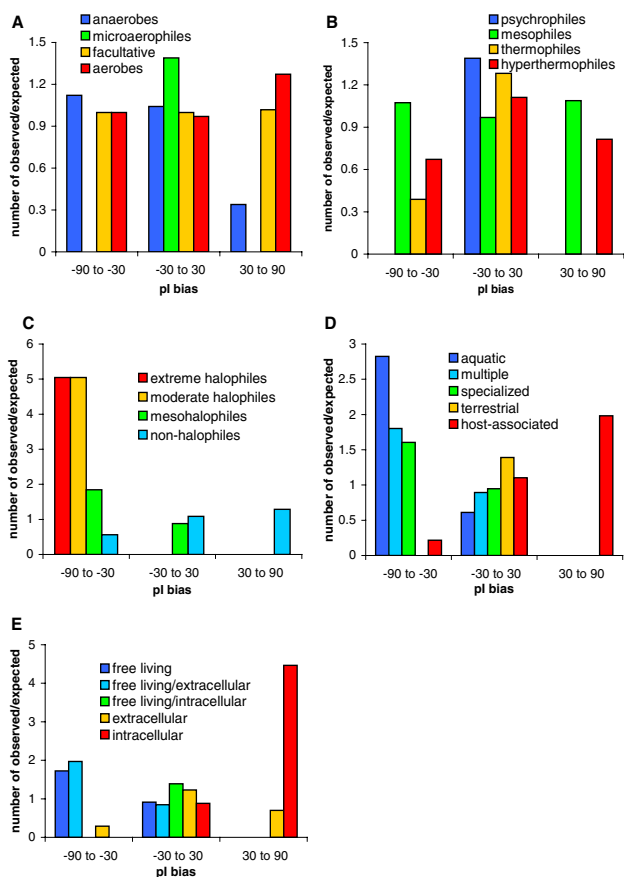 A
anaerobes
microaerophiles
facultative
aerobes
number of observed/expected
1.5
1.2
0.9
0.6
0.3
0
-90 to -30
-30 30
30 to 90
pI bias
B
psychrophiles
mesophiles
thermophiles
hyperthermophiles
number of observed/expected
1.5
1.2
0.9
0.6
0.3
0
-90 to -30
-30 to 30
30 to 90
pI bias
C
extreme halophiles
moderate halophiles
mesohalophiles
non-halophiles
number of observed/expected
6
5
4
3
2
1
0
-90 to -30
-30 to 30
30 to 90
pI bias
D
aquatic
multiple
specialized
terrestrial
host-associated
number of observed/expected
3
2.5
2
1.5
1
0.5
0
-90 to -30
-30 to 30
30 to 90
pI bias
E
free living
free living/extracellular
free living/intracellular
extracellular
intracellular
number of observed/expected
5
4
3
2
1
0
-90 to -30
-30 to 30
30 to 90
pI bias